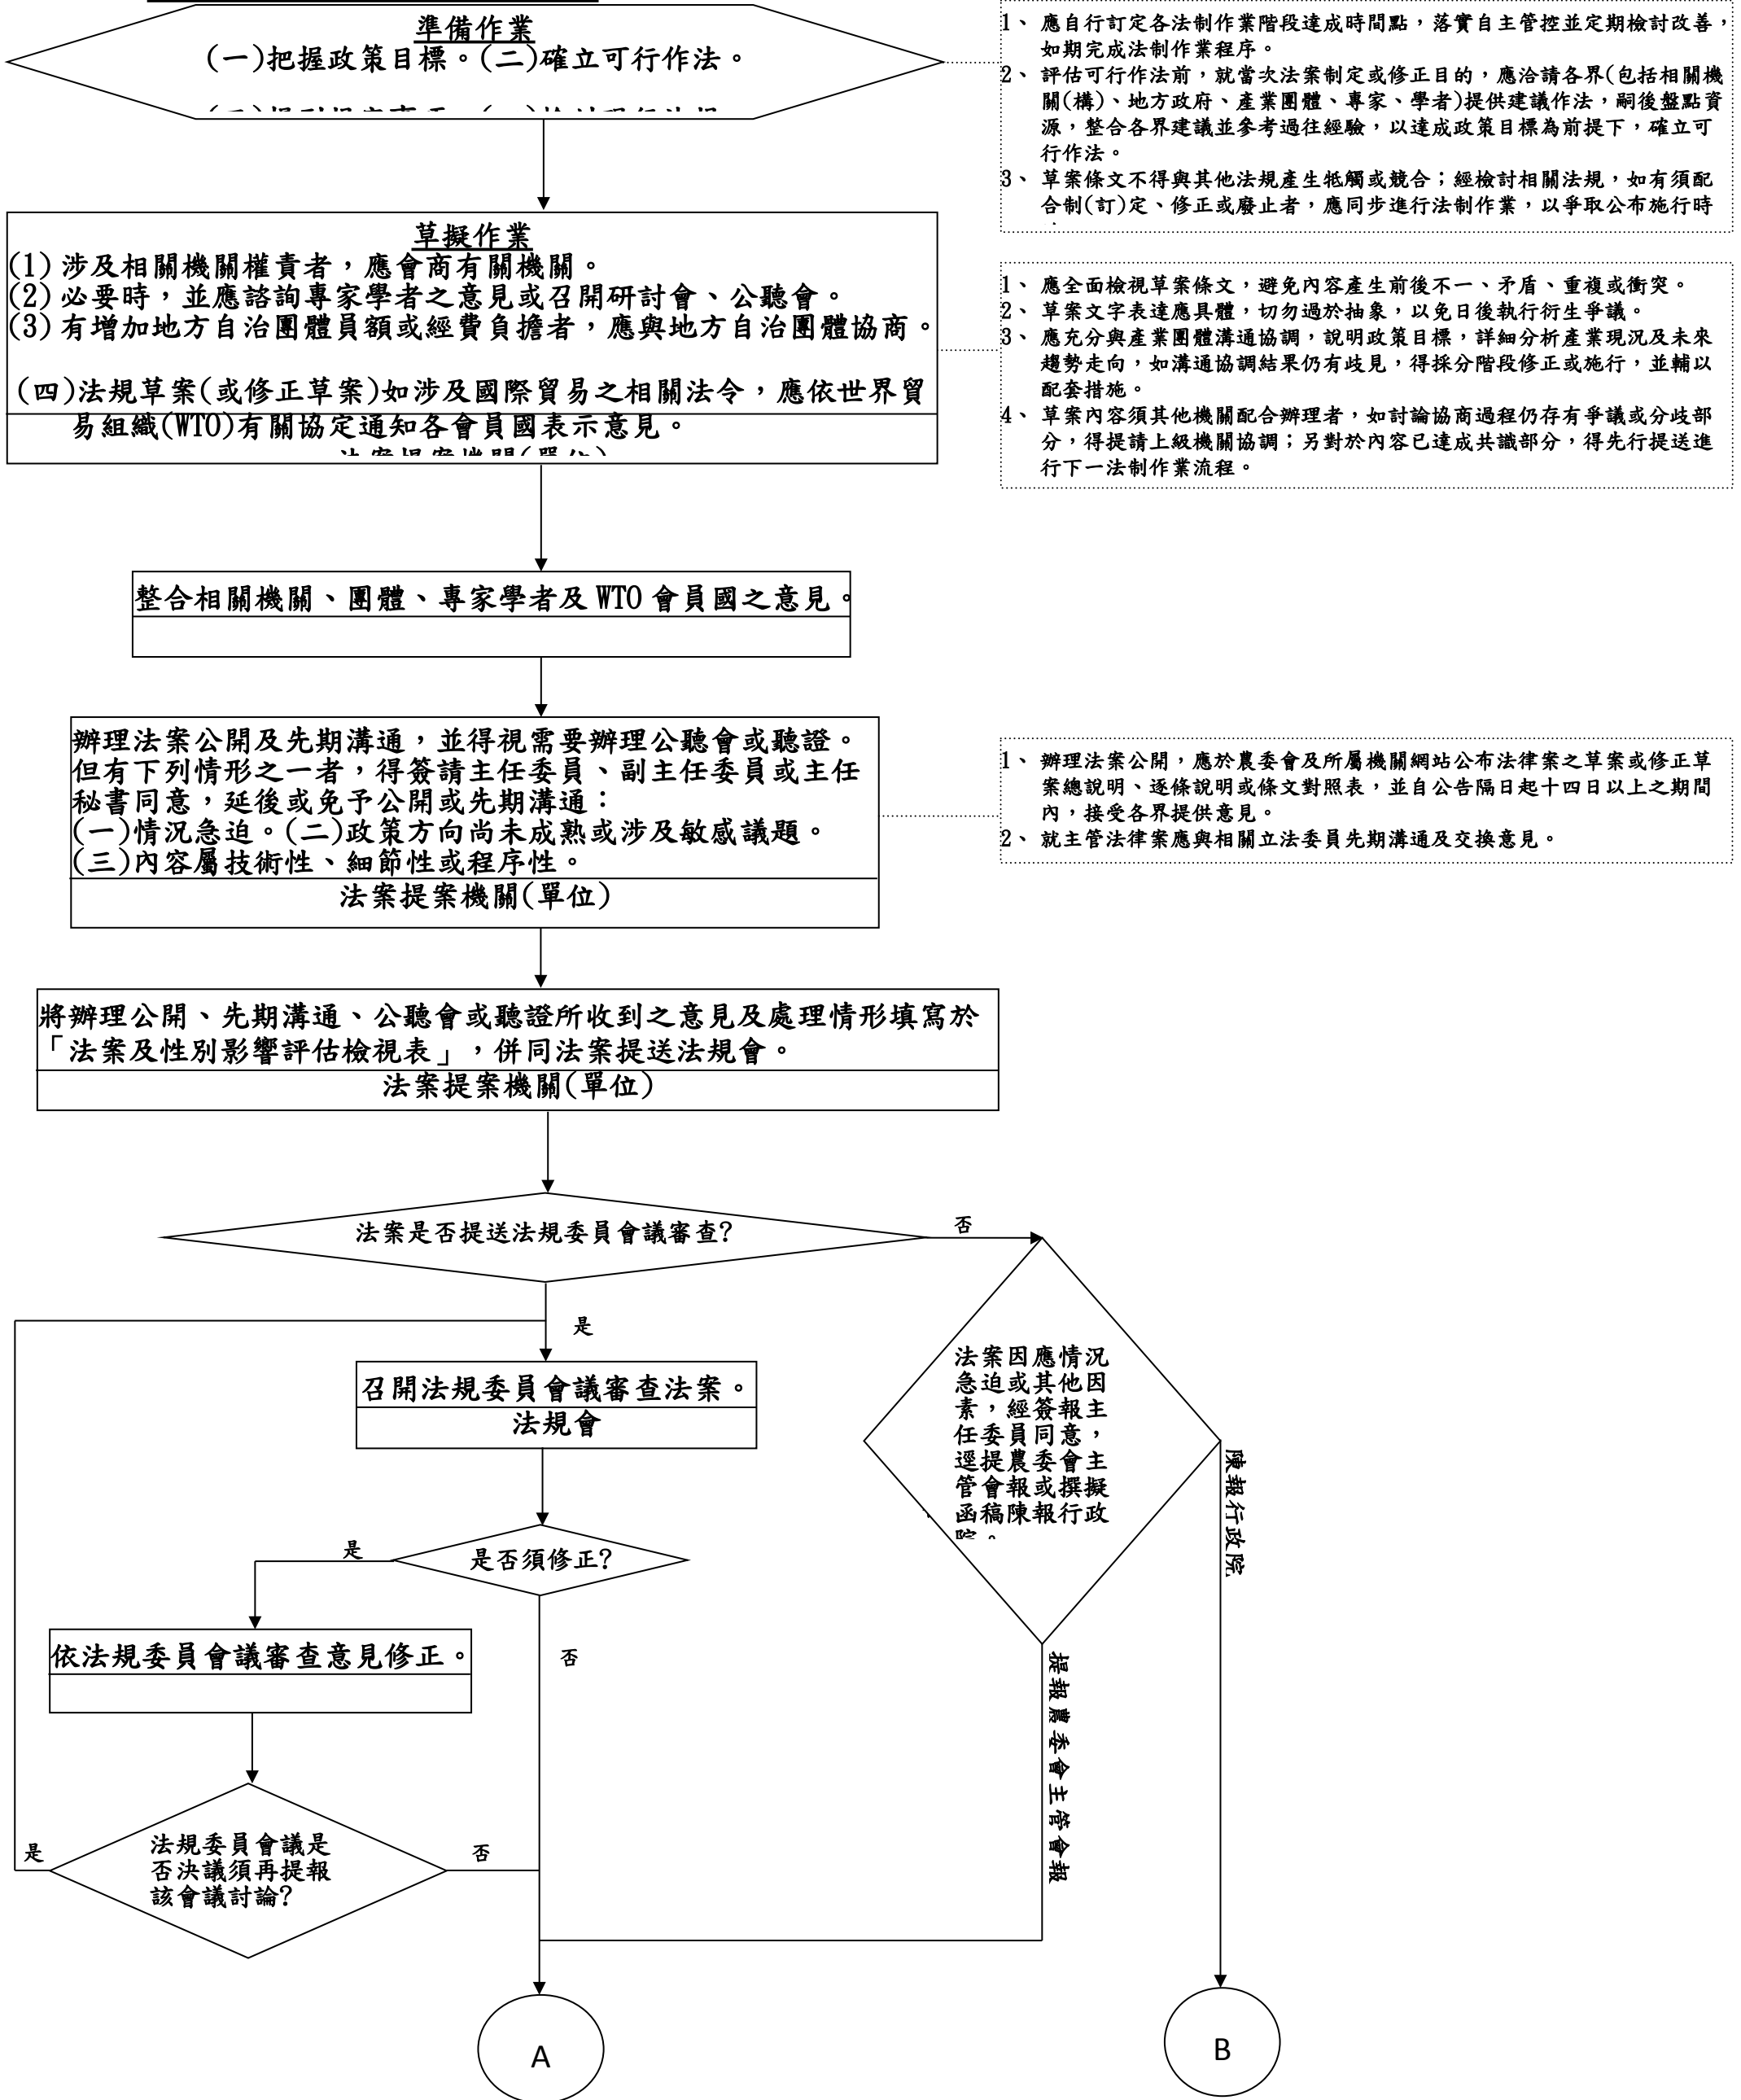 準備作業
(一)把握政策目標。(二)確立可行作法。
1、 應自行訂定各法制作業階段達成時間點，落實自主管控並定期檢討改善，
如期完成法制作業程序。
2、 評估可行作法前，就當次法案制定或修正目的，應洽請各界(包括相關機
關(構)、地方政府、產業團體、專家、學者)提供建議作法，嗣後盤點資
源，整合各界建議並參考過往經驗，以達成政策目標為前提下，確立可
行作法。
3、 草案條文不得與其他法規產生牴觸或競合；經檢討相關法規，如有須配
合制(訂)定、修正或廢止者，應同步進行法制作業，以爭取公布施行時
草擬作業
(1)涉及相關機關權責者，應會商有關機關。
(2)必要時，並應諮詢專家學者之意見或召開研討會、公聽會。
(3)有增加地方自治團體員額或經費負擔者，應與地方自治團體協商。
(四)法規草案(或修正草案)如涉及國際貿易之相關法令，應依世界貿
易組織(WTO)有關協定通知各會員國表示意見。
1、 應全面檢視草案條文，避免內容產生前後不一、矛盾、重複或衝突。
2、 草案文字表達應具體，切勿過於抽象，以免日後執行衍生爭議。
3、 應充分與產業團體溝通協調，說明政策目標，詳細分析產業現況及未來
趨勢走向，如溝通協調結果仍有歧見，得採分階段修正或施行，並輔以
配套措施。
4、 草案內容須其他機關配合辦理者，如討論協商過程仍存有爭議或分歧部
分，得提請上級機關協調；另對於內容已達成共識部分，得先行提送進
行下一法制作業流程。
整合相關機關、團體、專家學者及 WTO 會員國之意見。
辦理法案公開及先期溝通，並得視需要辦理公聽會或聽證。
但有下列情形之一者，得簽請主任委員、副主任委員或主任
秘書同意，延後或免予公開或先期溝通：
(一)情況急迫。(二)政策方向尚未成熟或涉及敏感議題。
(三)內容屬技術性、細節性或程序性。
法案提案機關(單位)
1、 辦理法案公開，應於農委會及所屬機關網站公布法律案之草案或修正草
案總說明、逐條說明或條文對照表，並自公告隔日起十四日以上之期間
內，接受各界提供意見。
2、 就主管法律案應與相關立法委員先期溝通及交換意見。
將辦理公開、先期溝通、公聽會或聽證所收到之意見及處理情形填寫於
「法案及性別影響評估檢視表」，併同法案提送法規會。
法案提案機關(單位)
法案是否提送法規委員會議審查?
否
是
召開法規委員會議審查法案。
法規會
法案因應情況
急迫或其他因
素，經簽報主
任委員同意，
逕提農委會主
管會報或撰擬
函稿陳報行政
院。
陳報行政院
是否須修正?
是
否
依法規委員會議審查意見修正。
提報農委會主管會報
法規委員會議是
否決議須再提報
該會議討論?
是
否
A
B